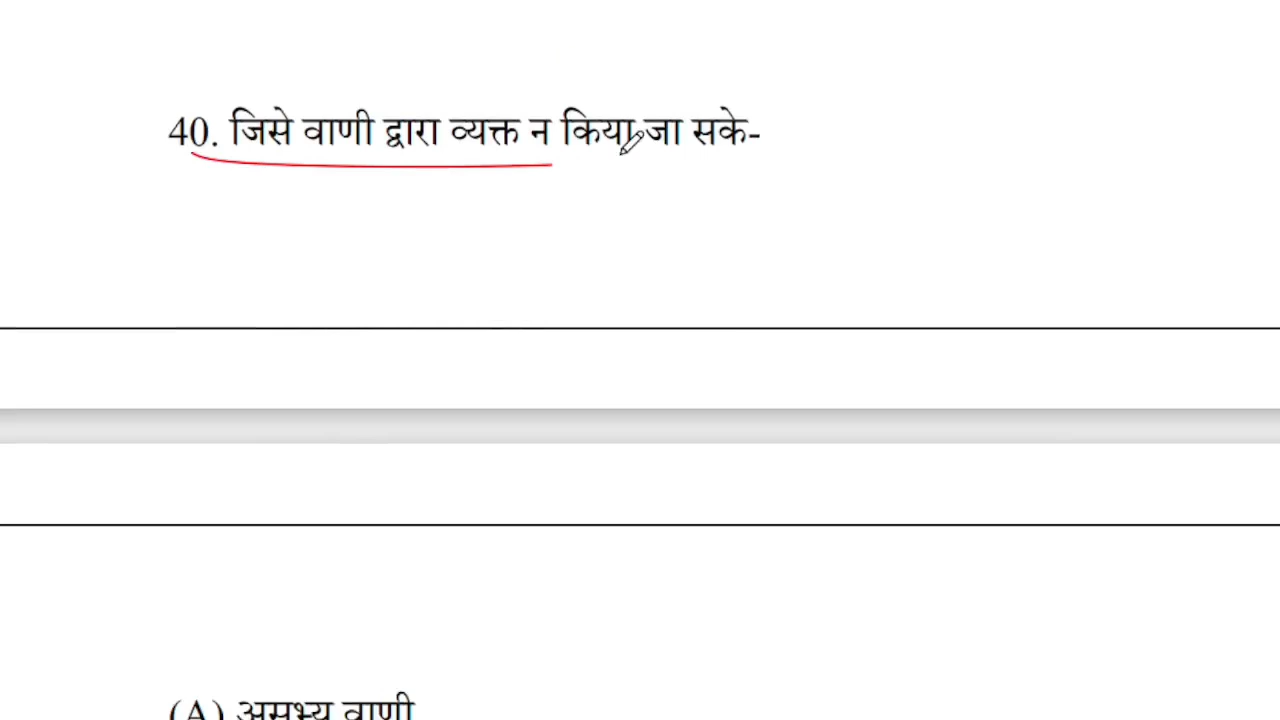 40. जिसे वाणी द्वारा व्यक्त न किया जा सके-
(A) असभ्य वाणी